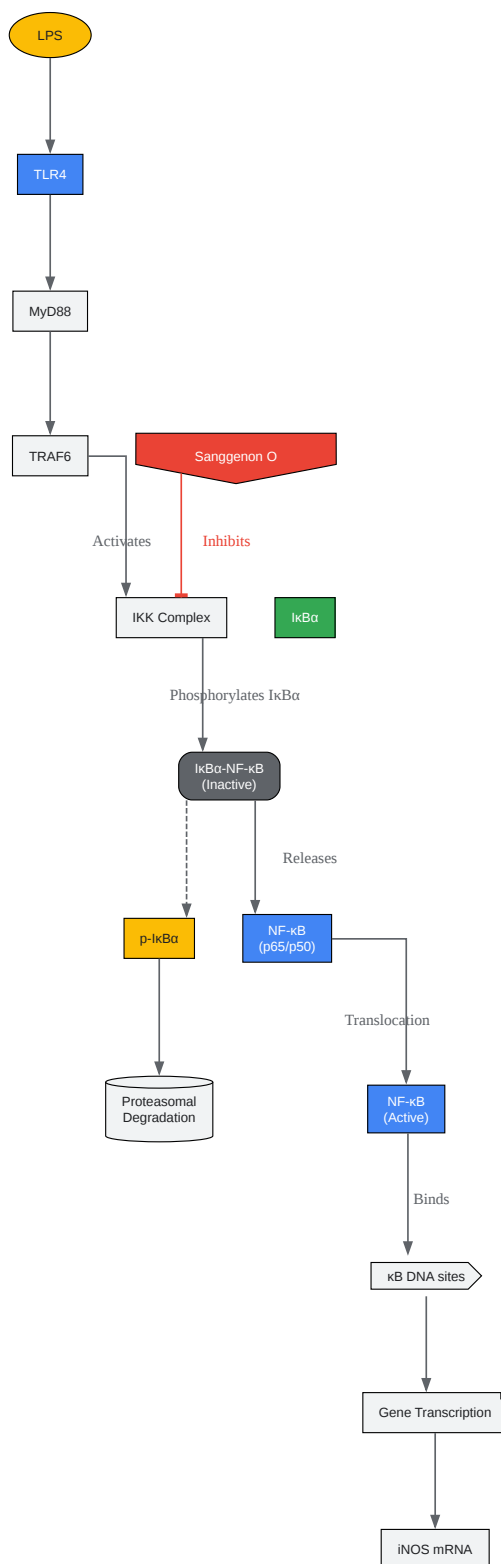 LPS
TLR4
MyD88
TRAF6
Sanggenon O
Activates
Inhibits
IKK Complex
IκBα
Phosphorylates IκBα
IκBα-NF-κB
(Inactive)
Releases
p-IκBα
NF-κB
(p65/p50)
Translocation
Proteasomal
Degradation
NF-κB
(Active)
Binds
κB DNA sites
Gene Transcription
iNOS mRNA